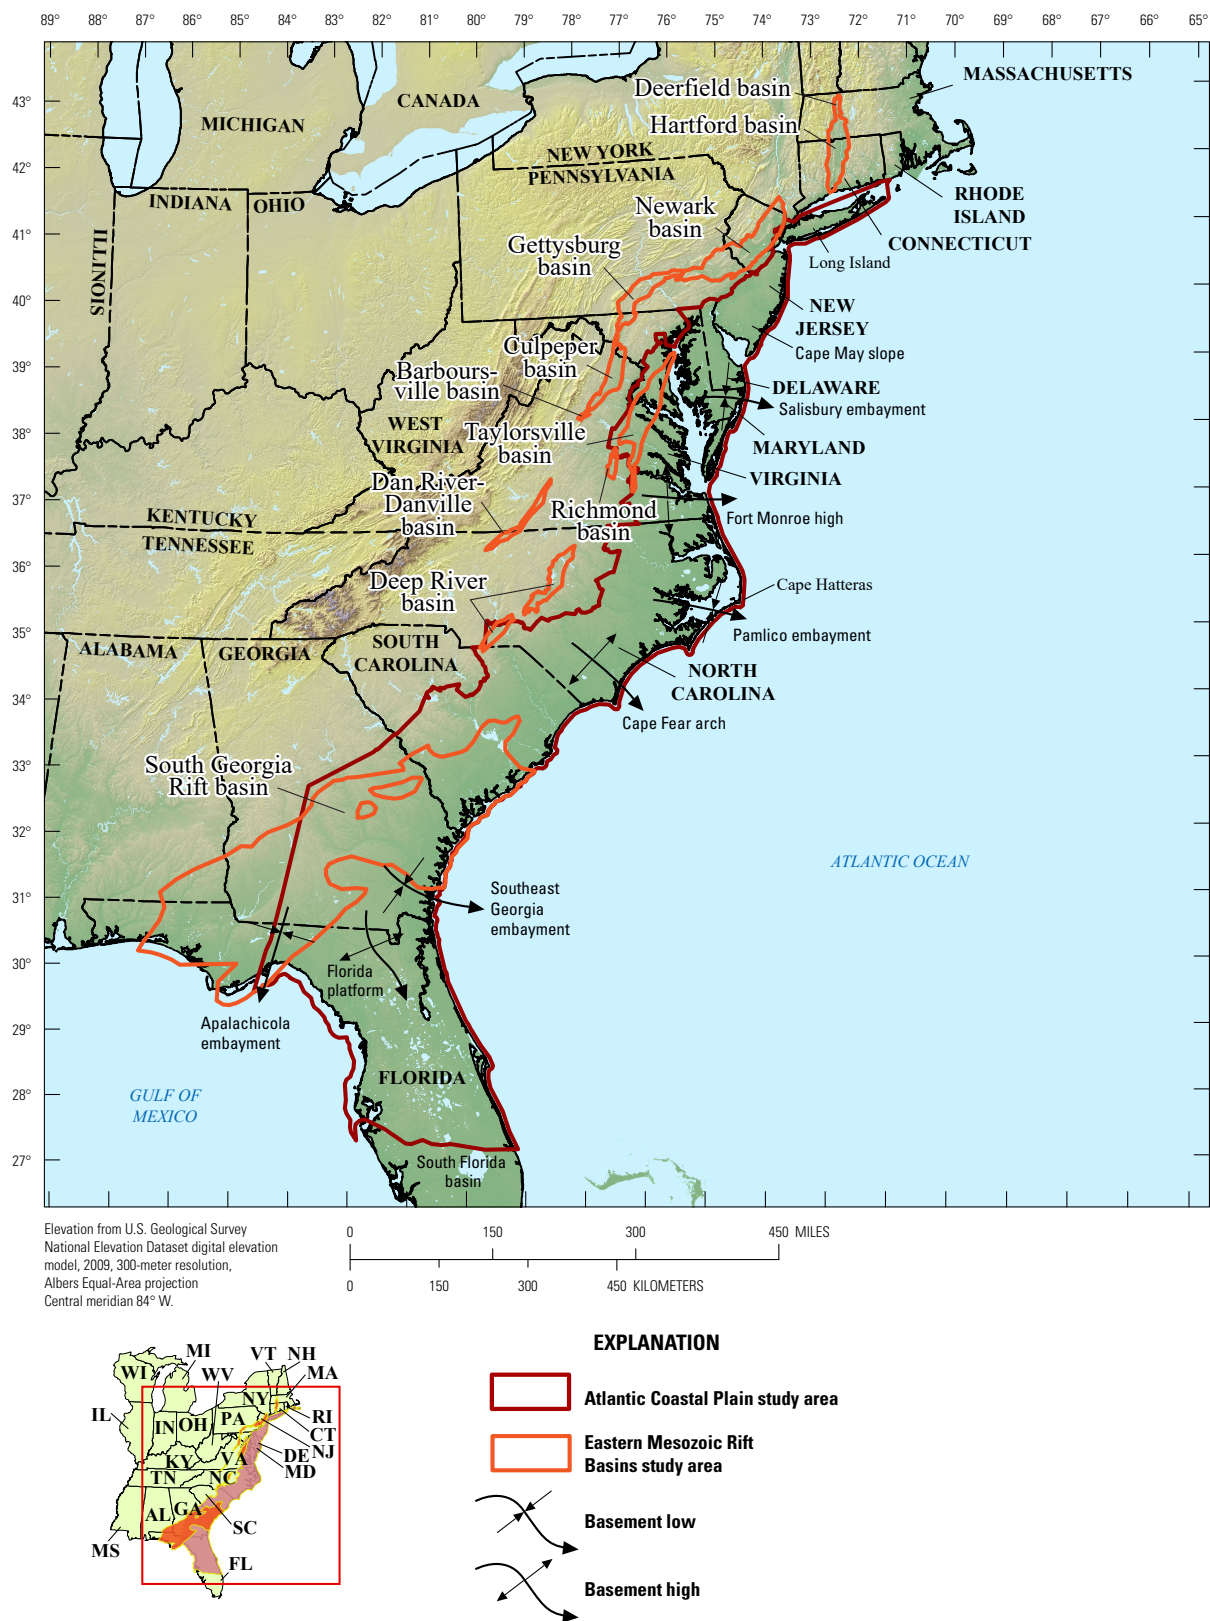 89° 88° 87° 86° 85° 84° 83° 82° 81° 80° 79° 78° 77° 76° 75° 74° 73° 72° 71° 70° 69° 68° 67° 66° 65°
43°
42°
41°
40°
39°
38°
37°
36°
35°
34°
33°
32°
31°
30°
29°
28°
27°
MASSACHUSETTS
Deerfield basin
CANADA
MICHIGAN
Hartford basin
NEW YORK
PENNSYLVANIA
INDIANA
OHIO
RHODE
ISLAND
Newark
basin
ILLINOIS
CONNECTICUT
Gettysburg
basin
Long Island
NEW
JERSEY
Culpeper
basin
Cape May slope
Barbours-
ville basin
DELAWARE
Salisbury embayment
WEST
VIRGINIA
Taylorsville
basin
MARYLAND
VIRGINIA
Dan River-
Danville
basin
Richmond
basin
KENTUCKY
TENNESSEE
Fort Monroe high
Deep River
basin
Cape Hatteras
Pamlico embayment
ALABAMA
GEORGIA
SOUTH
CAROLINA
NORTH
CAROLINA
Cape Fear arch
South Georgia
Rift basin
ATLANTIC OCEAN
Southeast
Georgia
embayment
Florida
platform
Apalachicola
embayment
FLORIDA
GULF OF
MEXICO
South Florida
basin
Elevation from U.S. Geological Survey
National Elevation Dataset digital elevation
model, 2009, 300-meter resolution,
Albers Equal-Area projection
Central meridian 84° W.
0 150 300 450 MILES
0 150 300 450 KILOMETERS
WI
MI
VT
NH
WV
MA
NY
IL
IN
OH
PA
RI
CT
NJ
DE
MD
KY
VA
TN
NC
AL
GA
SC
MS
FL
EXPLANATION
Atlantic Coastal Plain study area
Eastern Mesozoic Rift
Basins study area
Basement low
Basement high